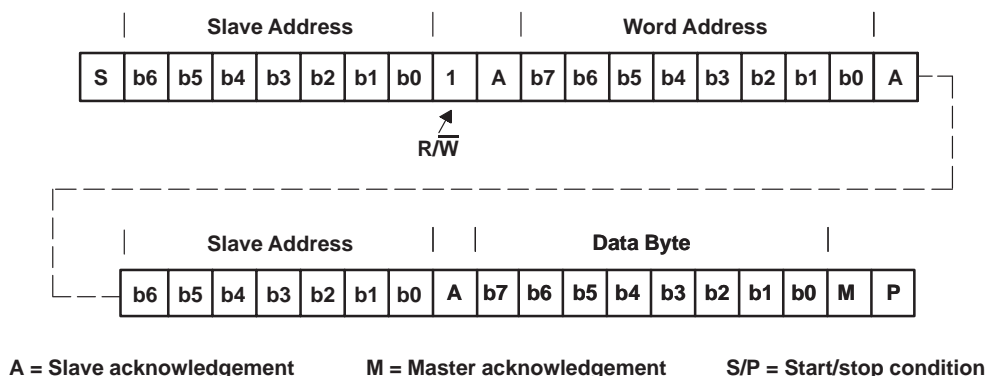 Slave Address Word Address
S b6 b5 b4 b3 b2 b1 b0 1 A b7 b6 b5 b4 b3 b2 b1 b0 A
R/W̅
Slave Address Data Byte
b6 b5 b4 b3 b2 b1 b0 A b7 b6 b5 b4 b3 b2 b1 b0 M P
A = Slave acknowledgement M = Master acknowledgement S/P = Start/stop condition